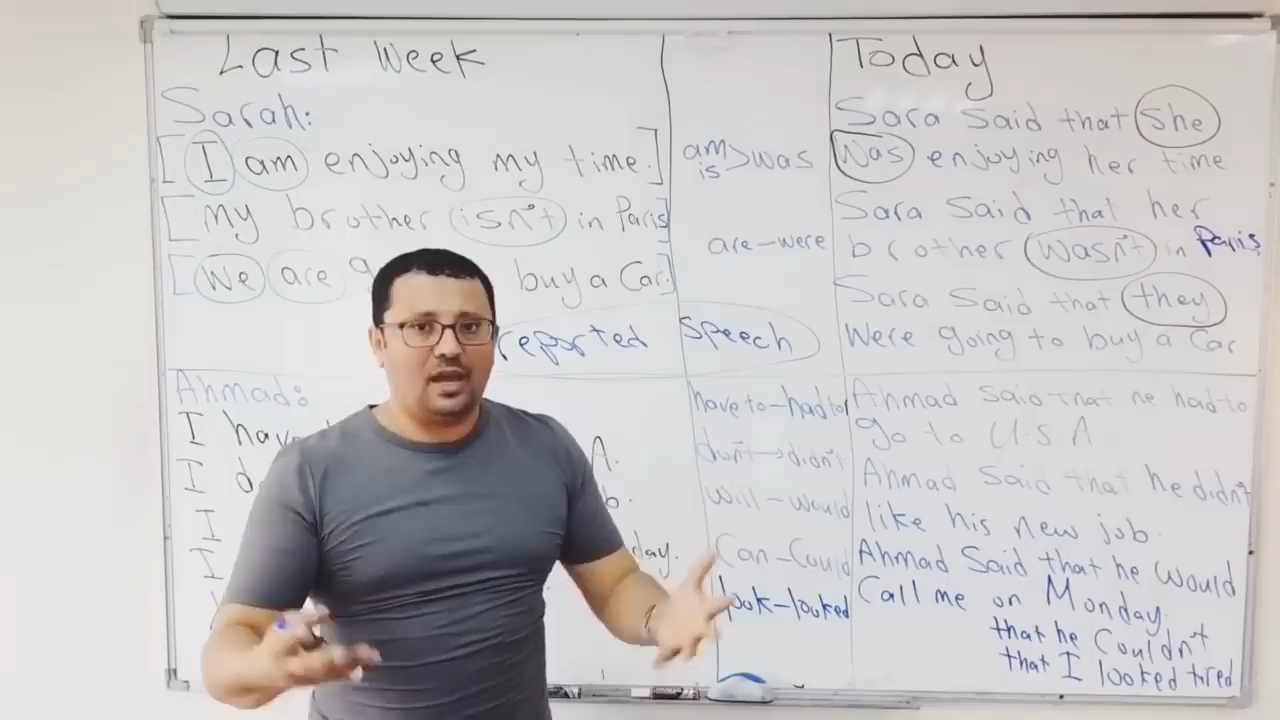 Last Week
Sarah:
[I am enjoying my time.]
[My brother isn't in Paris]
[We are buy a Car.]
reported speech
Ahmad:
I
I
I
I day.
am
is >was
are-were
have to-had to
don't→didn't
will-would
Can-Could
look-looked
Today
Sara Said that She
Was enjoying her time
Sara Said that her
brother wasn't in Paris
Sara Said that they
Were going to buy a Car
Ahmad said that he had to
go to U.S A
Ahmad Said that he didn't
like his new job.
Ahmad Said that he would
Call me on Monday.
that he Couldn't
that I looked tired